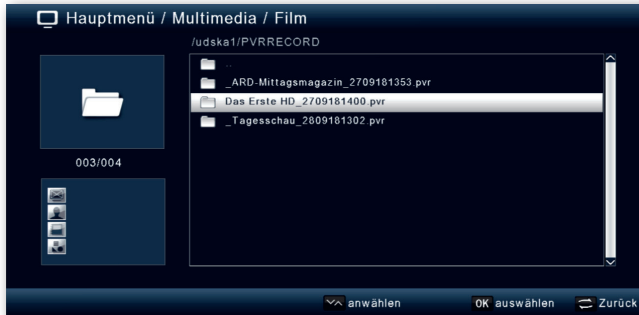 Hauptmenü / Multimedia / Film
/udska1/PVRRECORD
..
_ARD-Mittagsmagazin_2709181353.pvr
Das Erste HD_2709181400.pvr
_Tagesschau_2809181302.pvr
003/004
anwählen OK auswählen Zurück